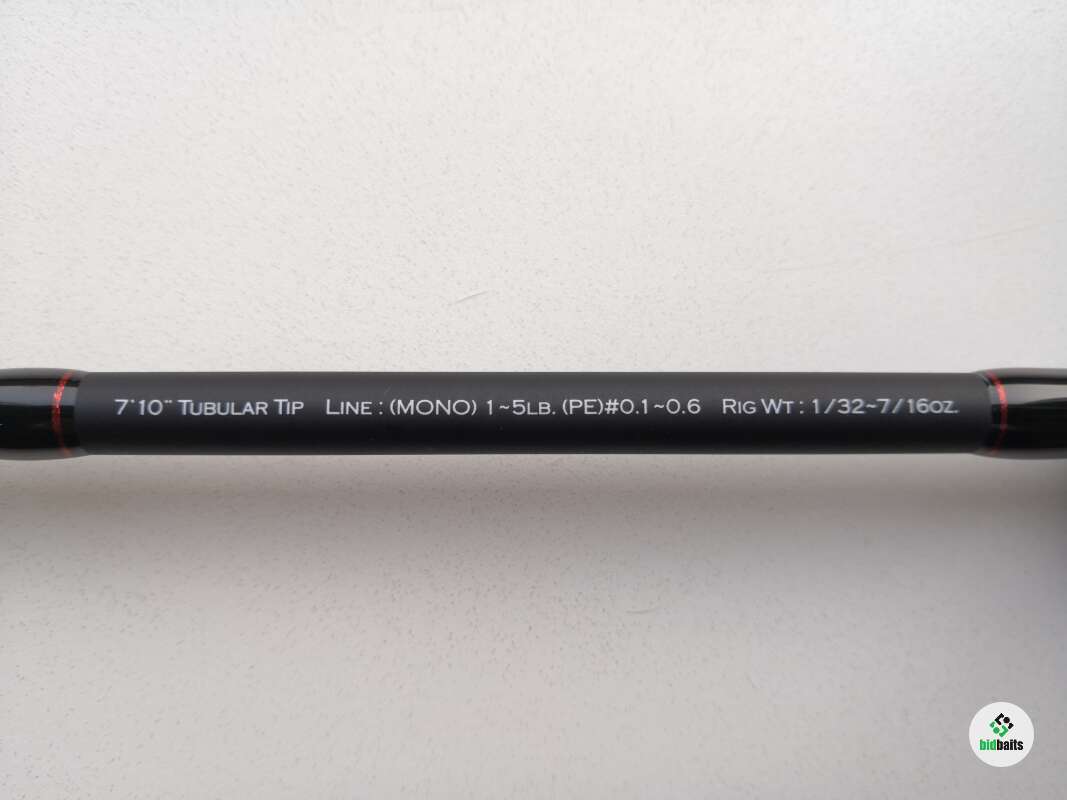 7'10" TUBULAR TIP LINE : (MONO) 1~5LB. (PE)#0.1~0.6 RIG WT : 1/32~7/16OZ.
bidbaits